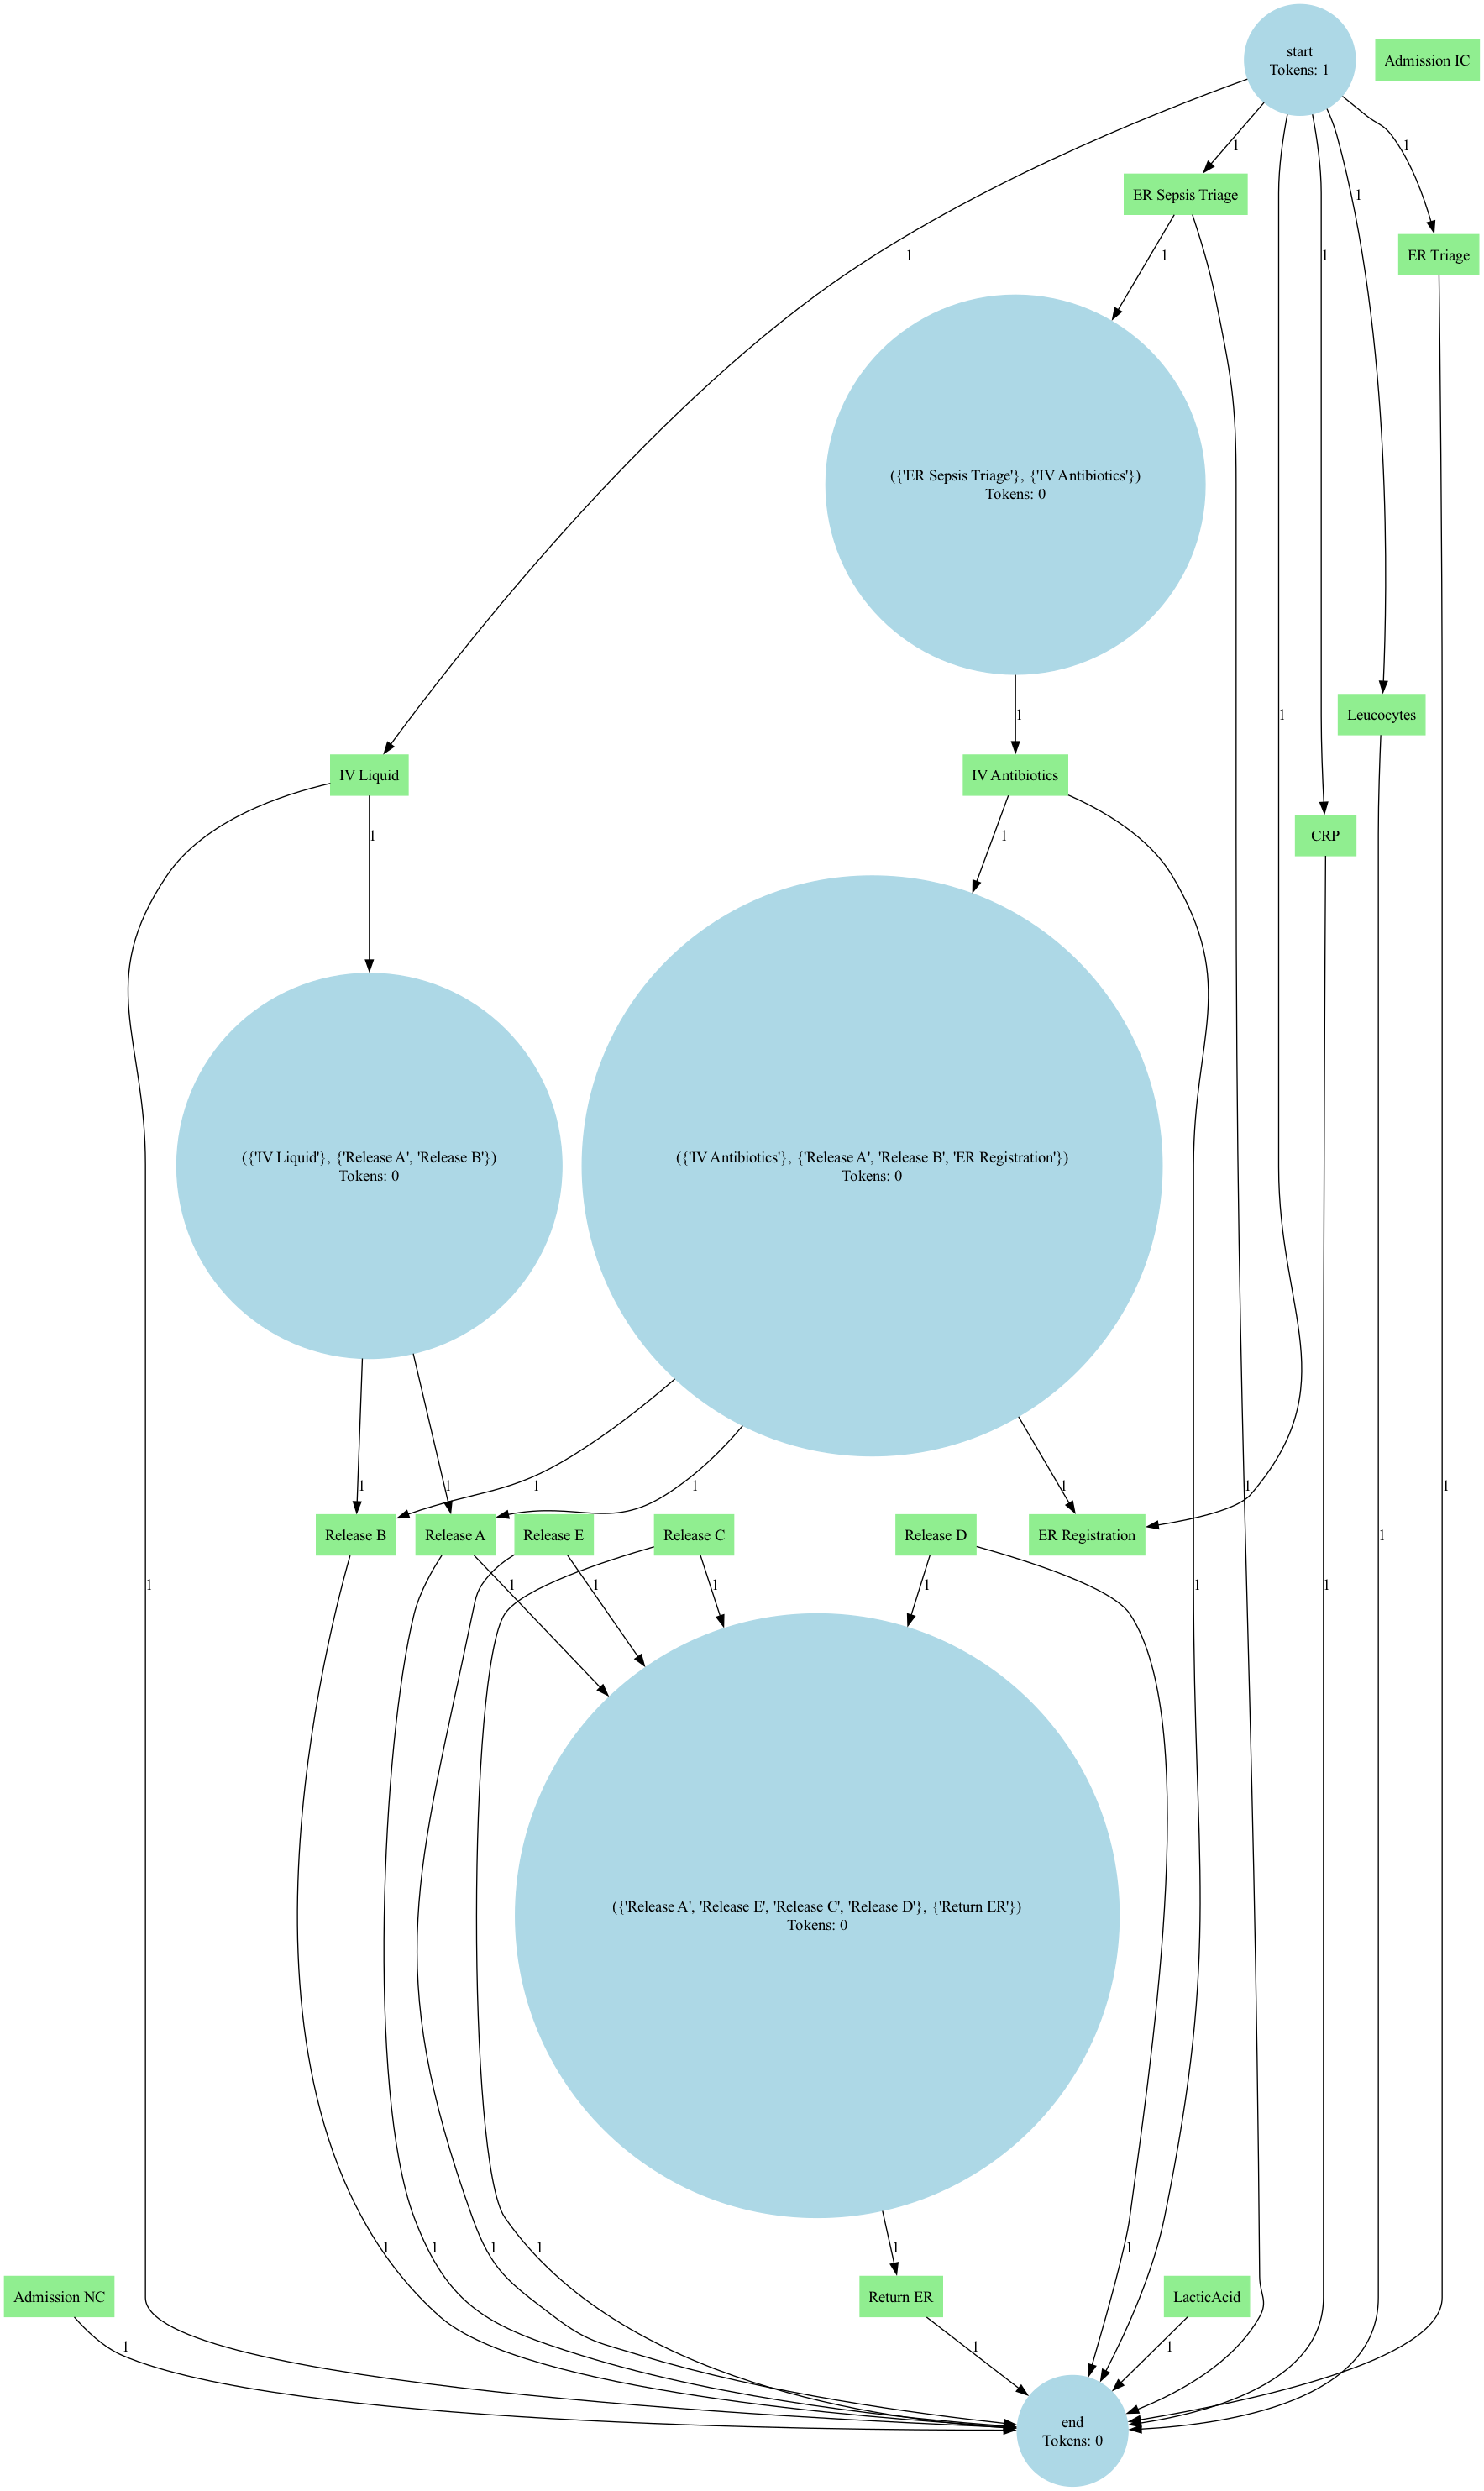 start
Tokens: 1
Admission IC
1
1
ER Sepsis Triage
1
ER Triage
1
1
1
1
({'ER Sepsis Triage'}, {'IV Antibiotics'})
Tokens: 0
1
1
Leucocytes
IV Liquid
IV Antibiotics
1
1
CRP
({'IV Liquid'}, {'Release A', 'Release B'})
Tokens: 0
({'IV Antibiotics'}, {'Release A', 'Release B', 'ER Registration'})
Tokens: 0
1
1
1
1
1
1
1
Release B
Release A
Release E
Release C
Release D
ER Registration
1
1
1
1
1
1
1
1
1
({'Release A', 'Release E', 'Release C', 'Release D'}, {'Return ER'})
Tokens: 0
1
1
1
1
1
1
Admission NC
Return ER
LacticAcid
1
1
1
end
Tokens: 0